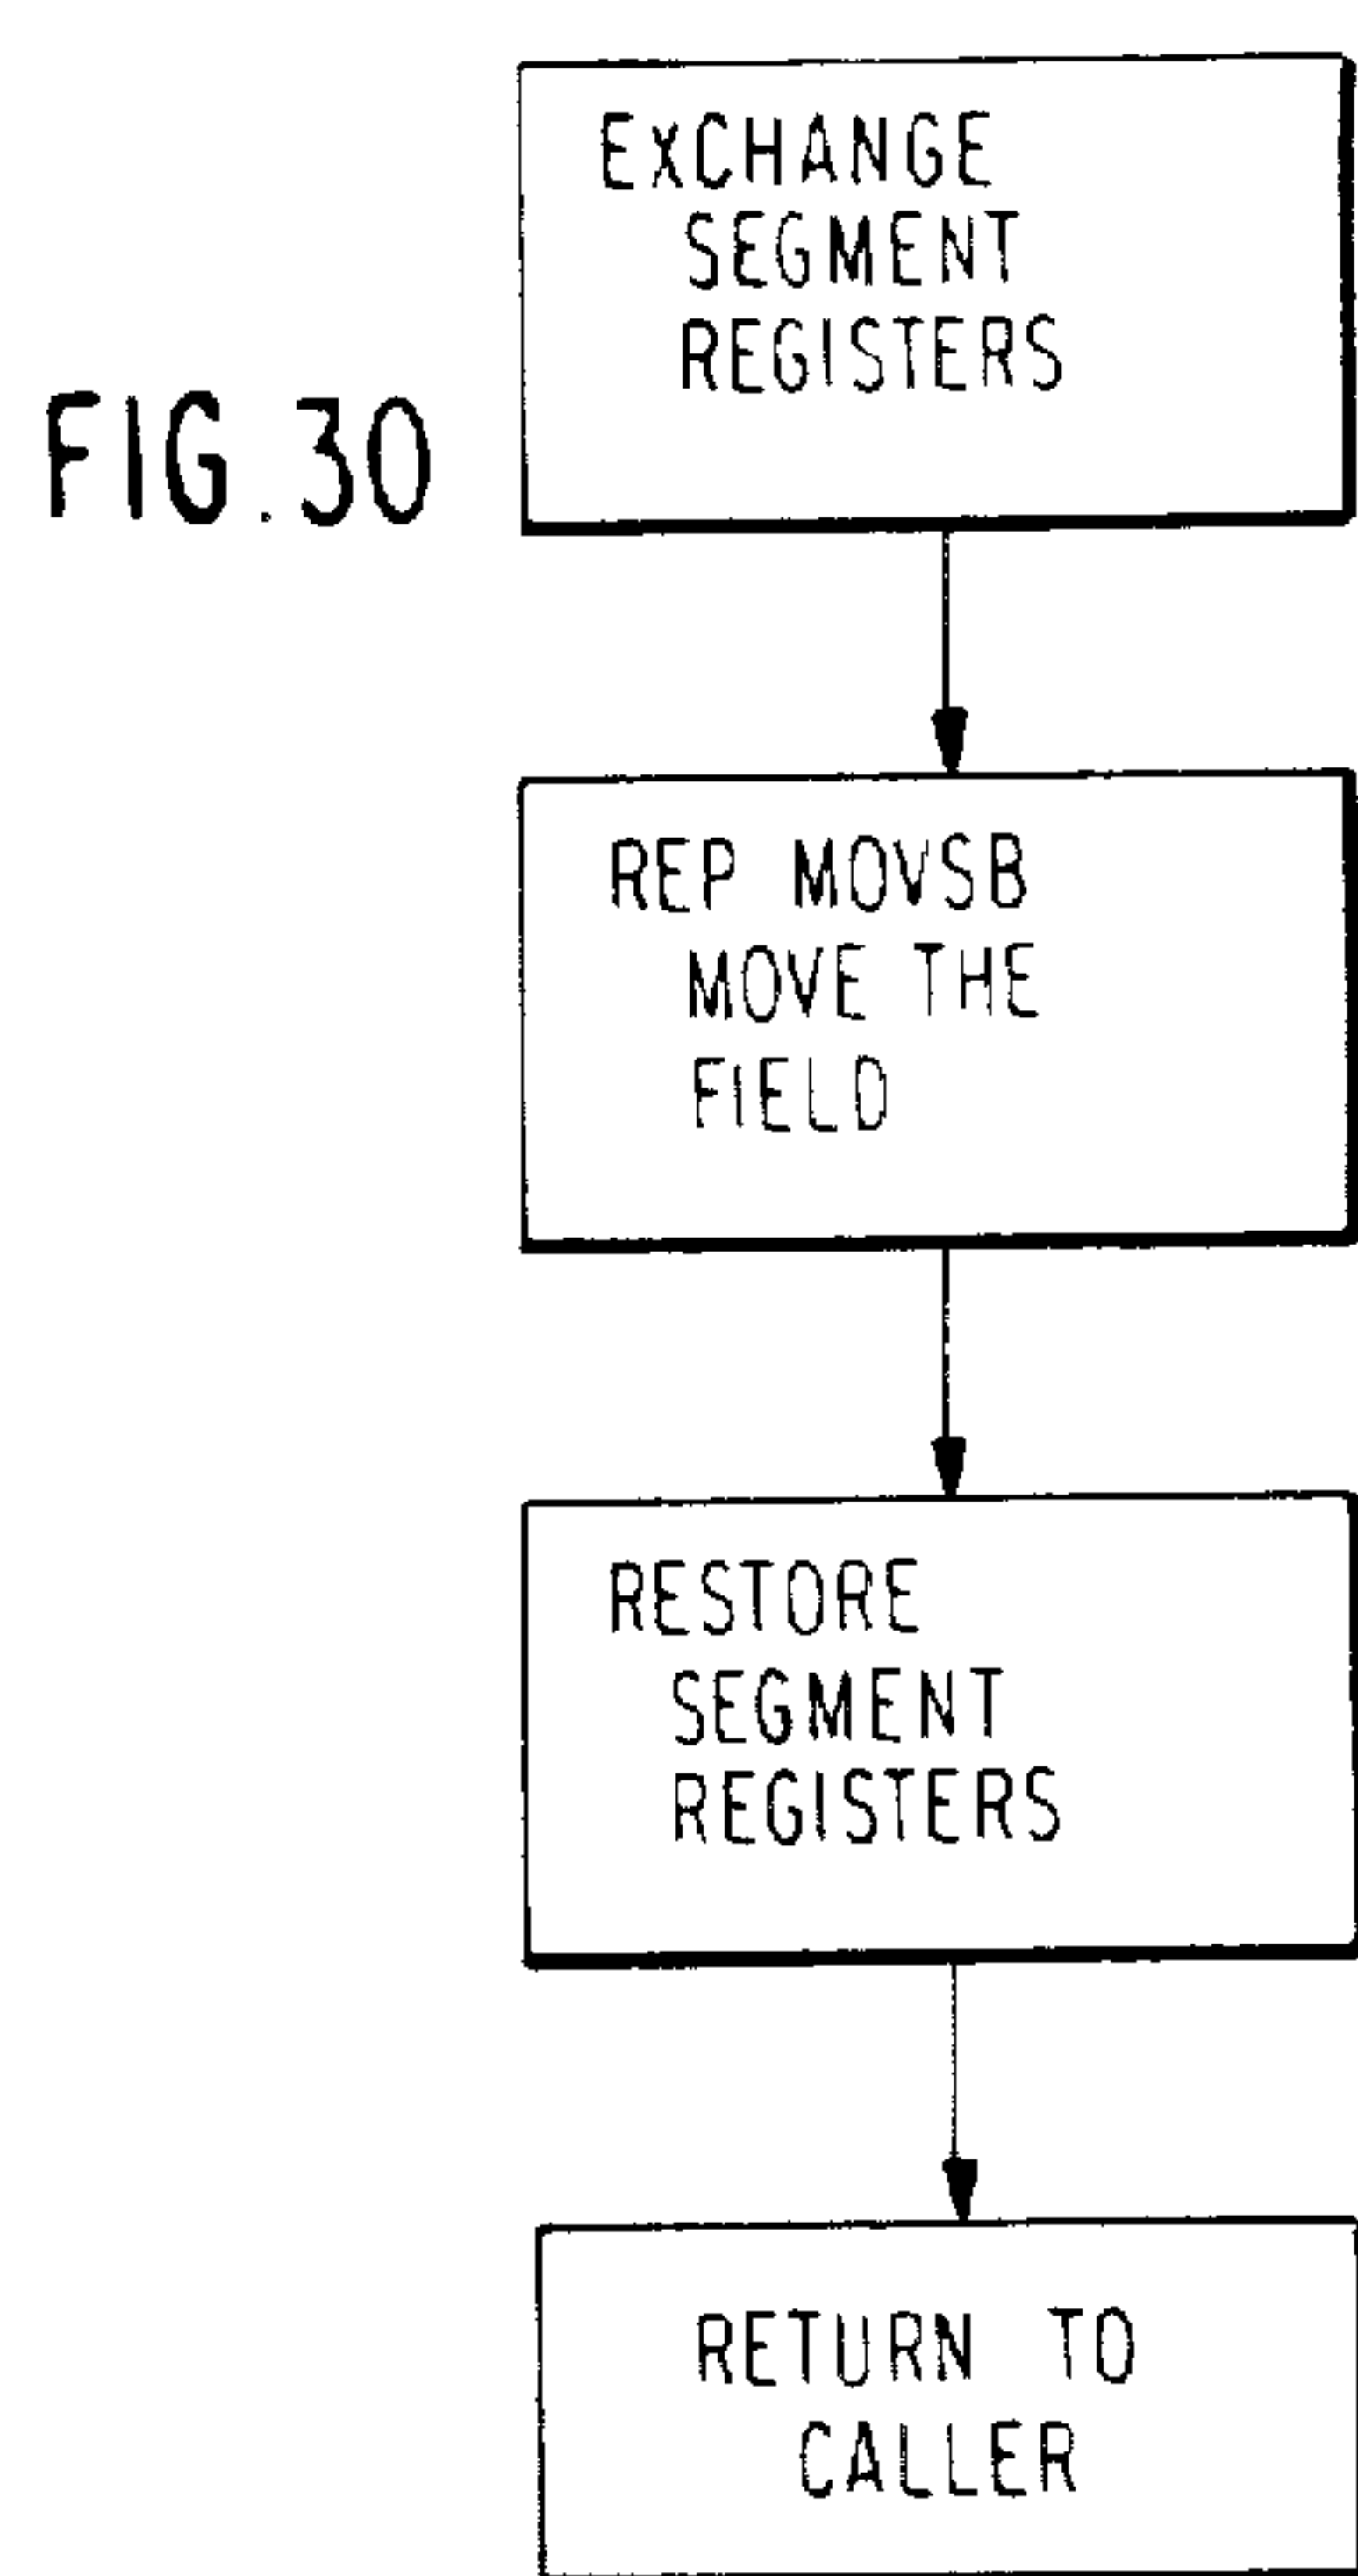 EXCHANGE
SEGMENT
REGISTERS
FIG.30
REP MOVSB
MOVE THE
FIELD
RESTORE
SEGMENT
REGISTERS
RETURN TO
CALLER